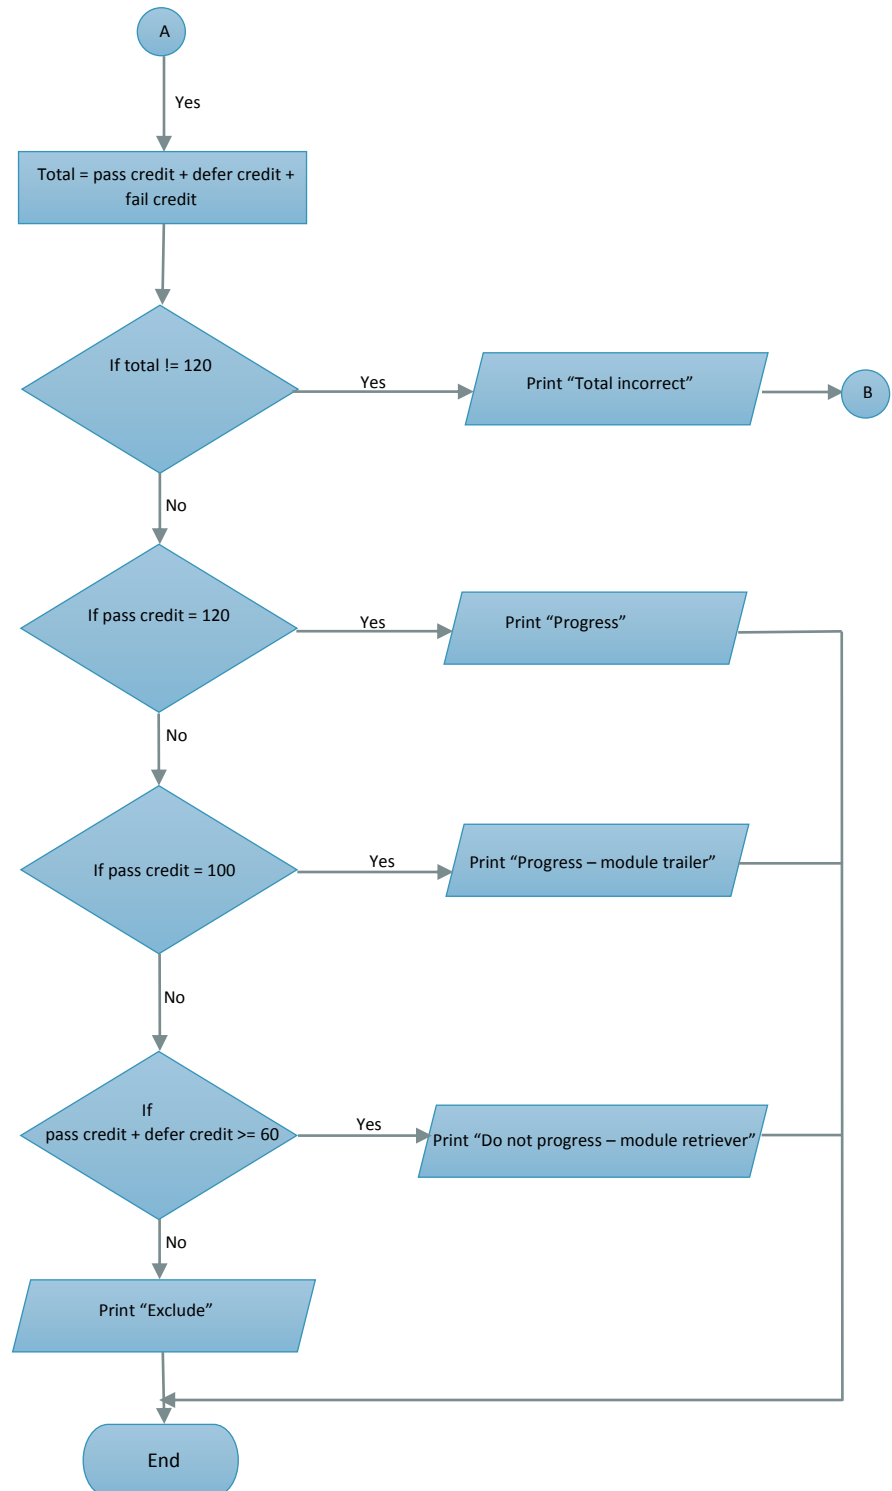 A
Yes
Total = pass credit + defer credit +
fail credit
If total != 120
Yes
Print “Total incorrect”
B
No
If pass credit = 120
Yes
Print “Progress”
No
If pass credit = 100
Yes
Print “Progress – module trailer”
No
If
pass credit + defer credit >= 60
Yes
Print “Do not progress – module retriever”
No
Print “Exclude”
End